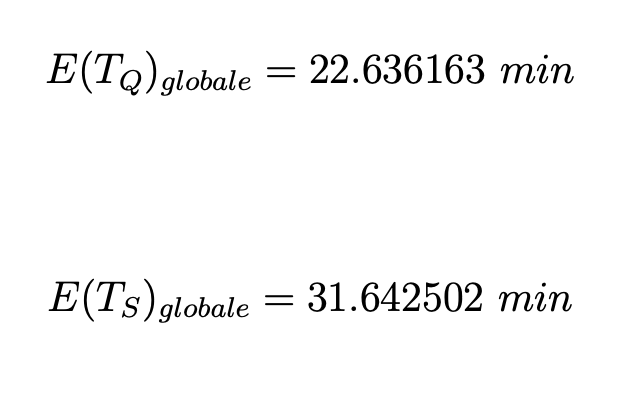 E(T_Q)_globale = 22.636163 min
E(T_S)_globale = 31.642502 min